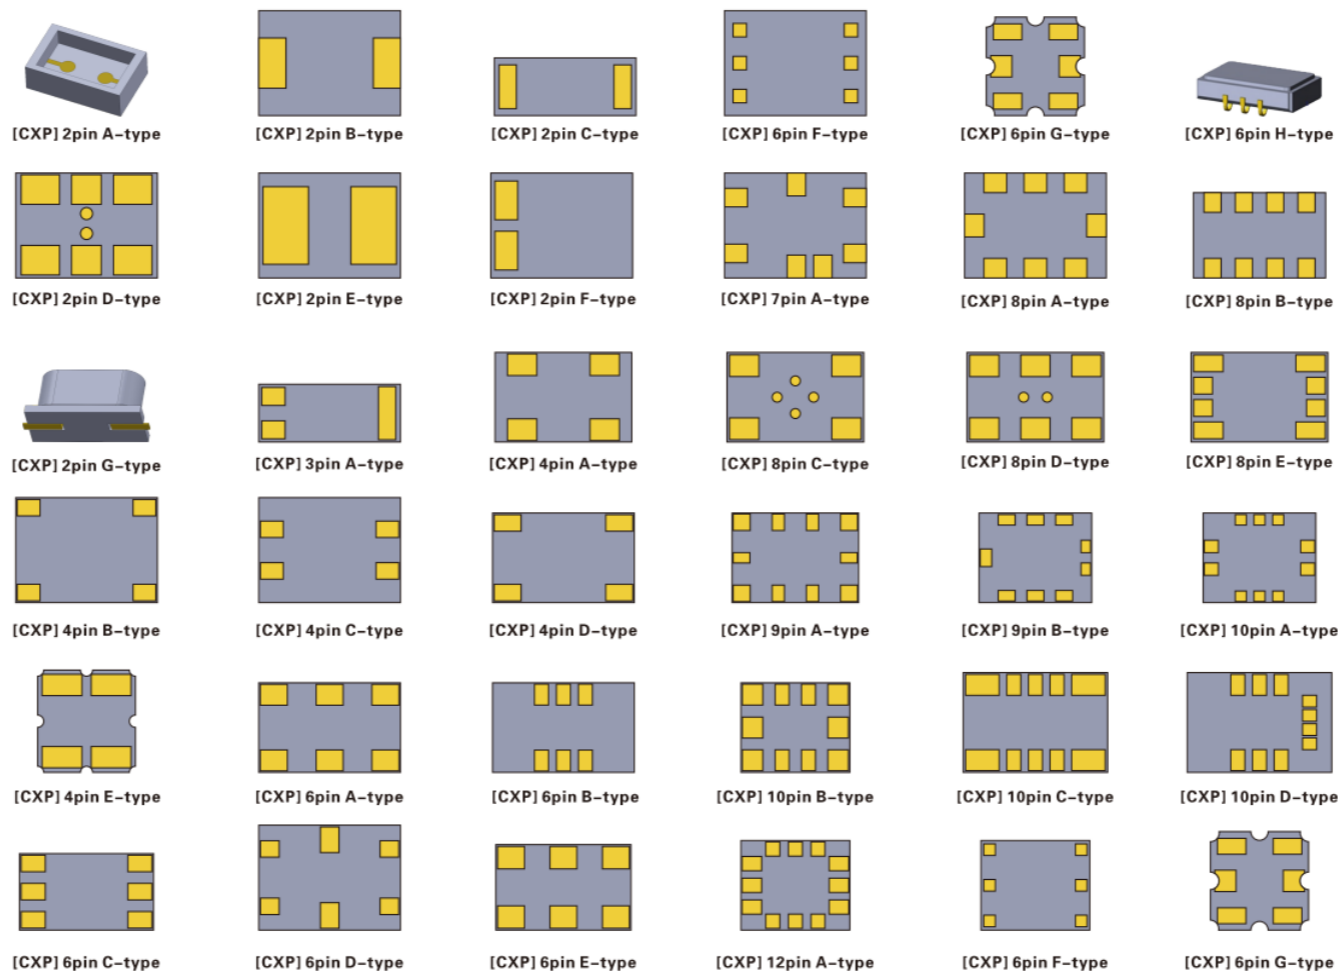 [CXP] 2pin A-type
[CXP] 2pin B-type
[CXP] 2pin C-type
[CXP] 6pin F-type
[CXP] 6pin G-type
[CXP] 6pin H-type
[CXP] 2pin D-type
[CXP] 2pin E-type
[CXP] 2pin F-type
[CXP] 7pin A-type
[CXP] 8pin A-type
[CXP] 8pin B-type
[CXP] 2pin G-type
[CXP] 3pin A-type
[CXP] 4pin A-type
[CXP] 8pin C-type
[CXP] 8pin D-type
[CXP] 8pin E-type
[CXP] 4pin B-type
[CXP] 4pin C-type
[CXP] 4pin D-type
[CXP] 9pin A-type
[CXP] 9pin B-type
[CXP] 10pin A-type
[CXP] 4pin E-type
[CXP] 6pin A-type
[CXP] 6pin B-type
[CXP] 10pin B-type
[CXP] 10pin C-type
[CXP] 10pin D-type
[CXP] 6pin C-type
[CXP] 6pin D-type
[CXP] 6pin E-type
[CXP] 12pin A-type
[CXP] 6pin F-type
[CXP] 6pin G-type